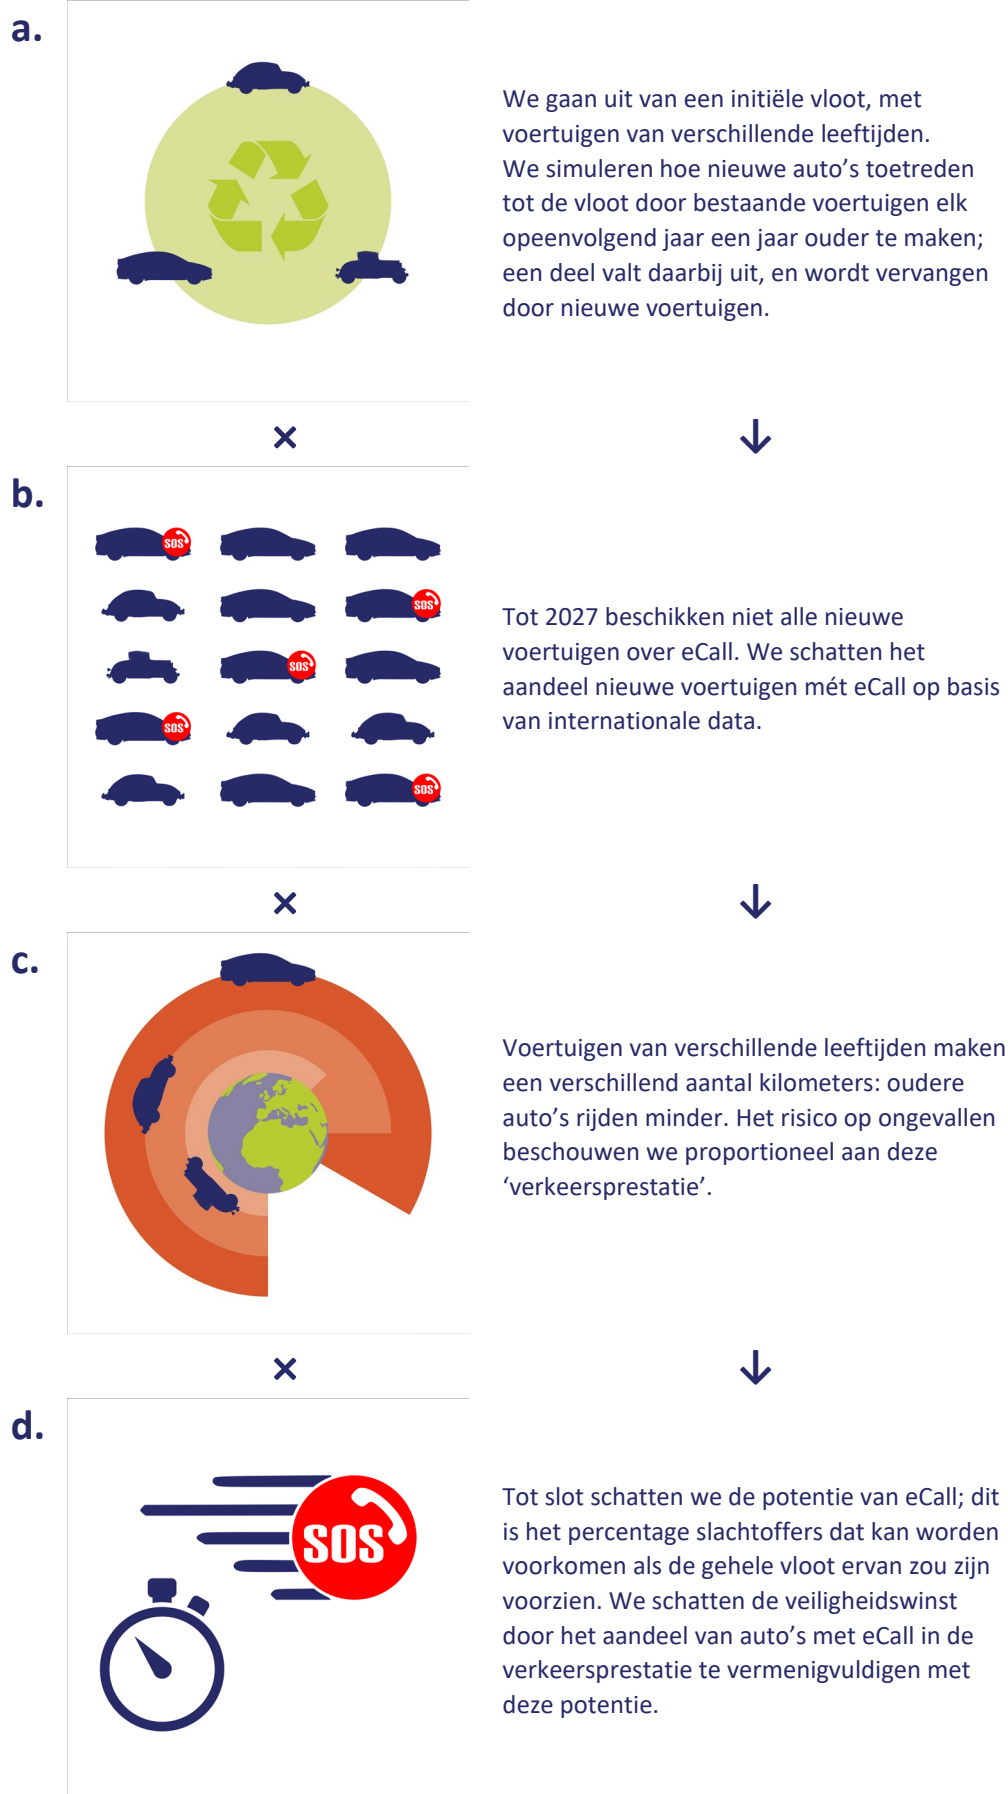 a.
We gaan uit van een initiële vloot, met
voertuigen van verschillende leeftijden.
We simuleren hoe nieuwe auto’s toetreden
tot de vloot door bestaande voertuigen elk
opeenvolgend jaar een jaar ouder te maken;
een deel valt daarbij uit, en wordt vervangen
door nieuwe voertuigen.
×
↓
b.
SOS
SOS
SOS
SOS
SOS
Tot 2027 beschikken niet alle nieuwe
voertuigen over eCall. We schatten het
aandeel nieuwe voertuigen mét eCall op basis
van internationale data.
×
↓
c.
Voertuigen van verschillende leeftijden maken
een verschillend aantal kilometers: oudere
auto’s rijden minder. Het risico op ongevallen
beschouwen we proportioneel aan deze
‘verkeersprestatie’.
×
↓
d.
SOS
Tot slot schatten we de potentie van eCall; dit
is het percentage slachtoffers dat kan worden
voorkomen als de gehele vloot ervan zou zijn
voorzien. We schatten de veiligheidswinst
door het aandeel van auto’s met eCall in de
verkeersprestatie te vermenigvuldigen met
deze potentie.